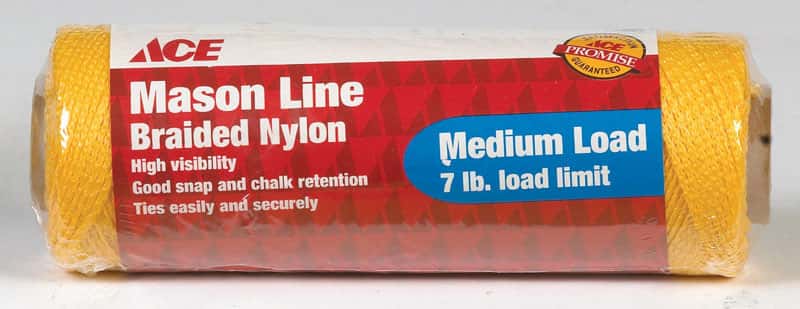 ACE
Mason Line
Braided Nylon
High visibility
Good snap and chalk retention
Ties easily and securely
SATISFACTION
ACE
PROMISE
GUARANTEED
Medium Load
7 lb. load limit